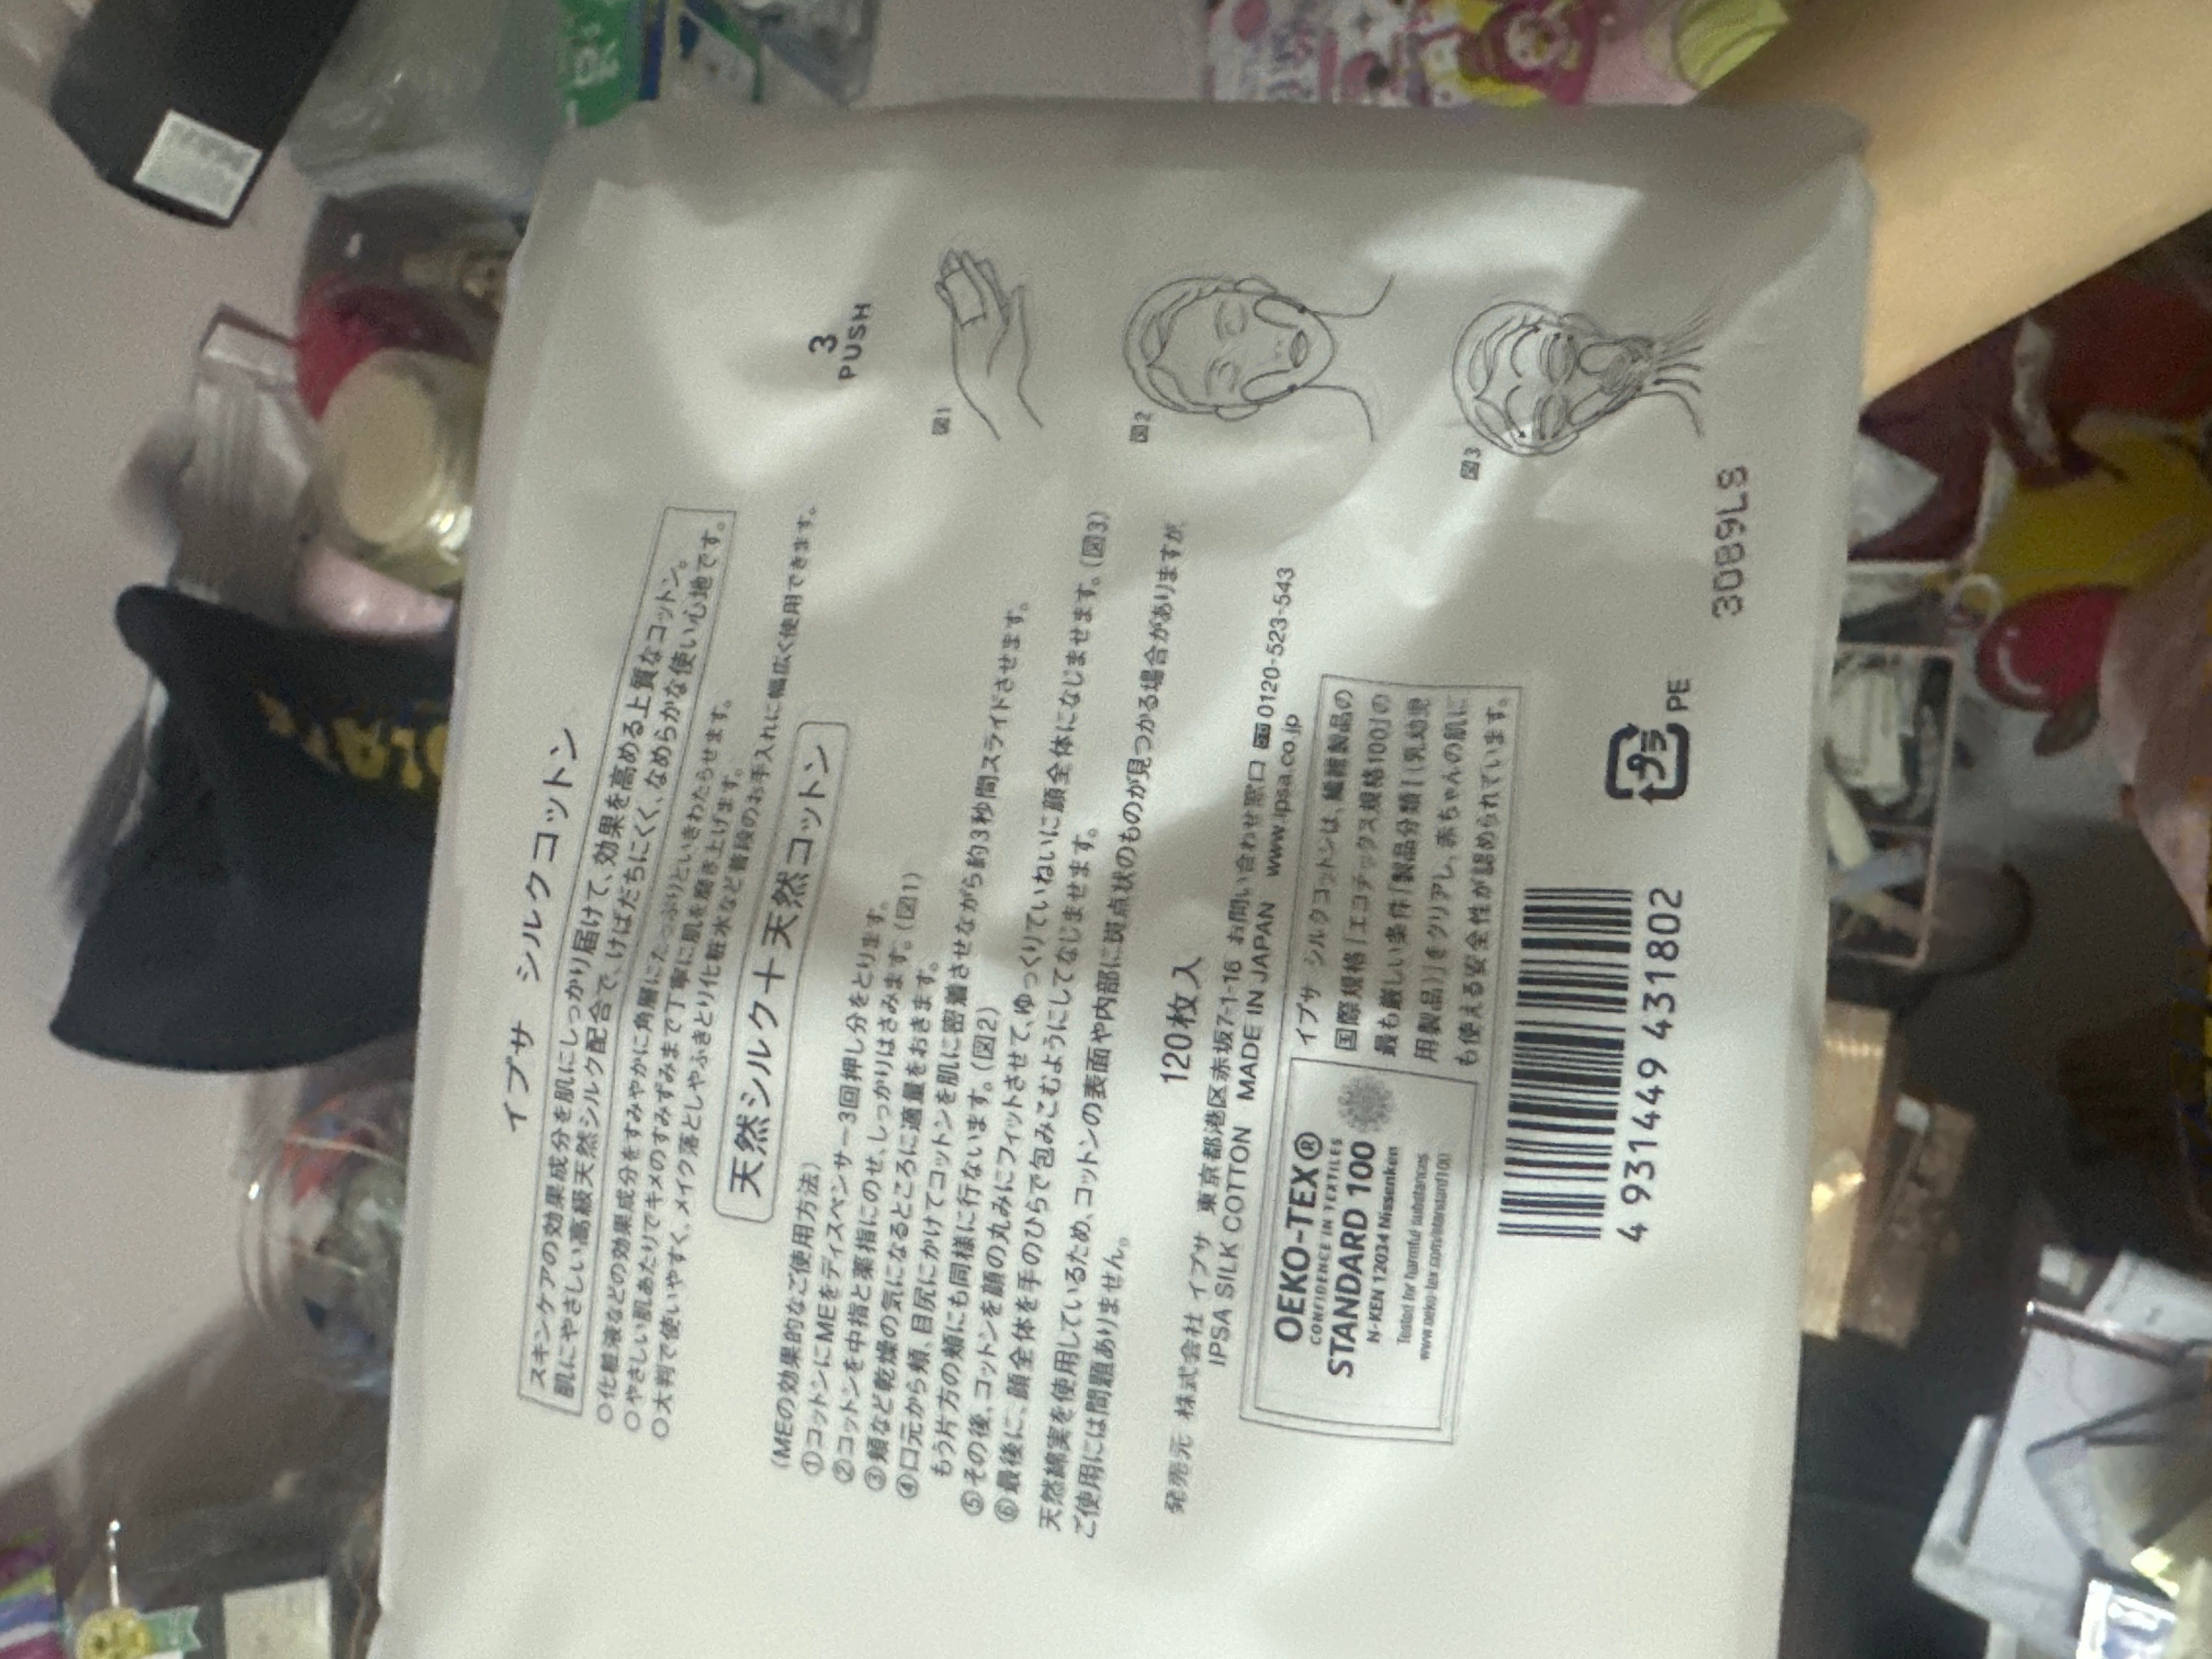 イプサ シルクコットン
スキンケアの効果成分を肌にしっかり届けて、効果を高める上質なコットン。
肌にやさしい高級天然シルク配合で、けばだちにくく、なめらかな使い心地です。
○化粧液などの効果成分をすみやかに角層にたっぷりといきわたらせます。
○やさしい肌あたりでキメのすみずみまで丁寧に肌を磨き上げます。
○大判で使いやすく、メイク落としやふきとり化粧水など普段のお手入れに幅広く使用できます。
天然シルク+天然コットン
(MEの効果的なご使用方法)
①コットンにMEをディスペンサー3回押し分をとります。
②コットンを中指と薬指にのせ、しっかりはさみます。(図1)
③頬など乾燥の気になるところに適量をおきます。
④口元から頬、目尻にかけてコットンを肌に密着させながら約3秒間スライドさせます。
もう片方の頬にも同様に行ないます。(図2)
⑤その後、コットンを顔の丸みにフィットさせて、ゆっくりていねいに顔全体になじませます。(図3)
⑥最後に、顔全体を手のひらで包みこむようにしてなじませます。
天然綿実を使用しているため、コットンの表面や内部に斑点状のものが見つかる場合がありますが、
ご使用には問題ありません。
3
PUSH
図1
図2
図3
120枚入
発売元 株式会社 イプサ 東京都港区赤坂7-1-16 お問い合わせ窓口 0120-523-543
IPSA SILK COTTON MADE IN JAPAN www.ipsa.co.jp
OEKO-TEX®
CONFIDENCE IN TEXTILES
STANDARD 100
N-KEN 12034 Nissenken
Tested for harmful substances
www.oeko-tex.com/standard100
イプサ シルクコットンは、繊維製品の
国際規格「エコテックス規格100」の
最も厳しい条件「製品分類Ⅰ(乳幼児
用製品)」をクリアし、赤ちゃんの肌に
も使える安全性が認められています。
4 931449 431802
プラ
PE
3089LS